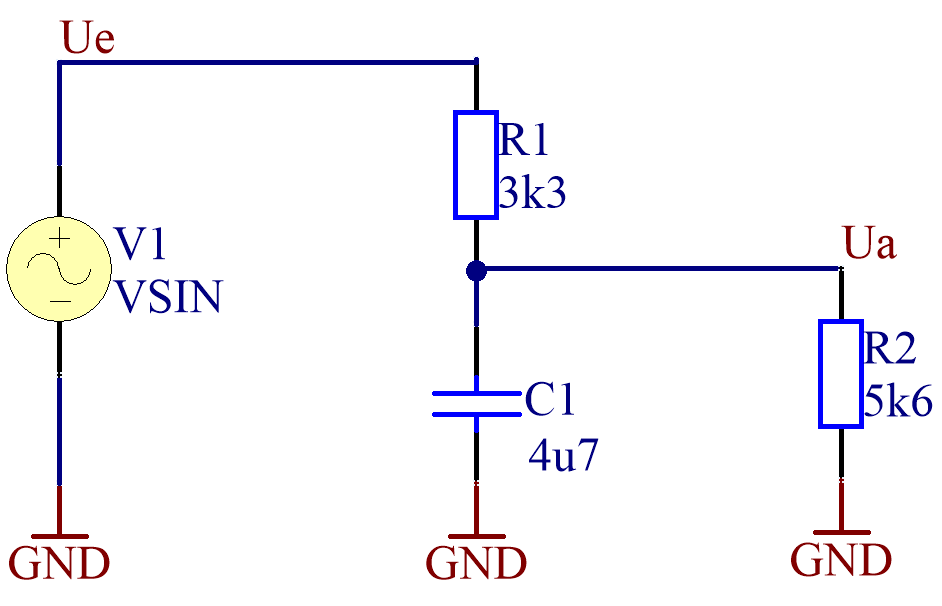 Ue
R1
3k3
Ua
+
V1
VSIN
−
R2
5k6
C1
4u7
GND
GND
GND